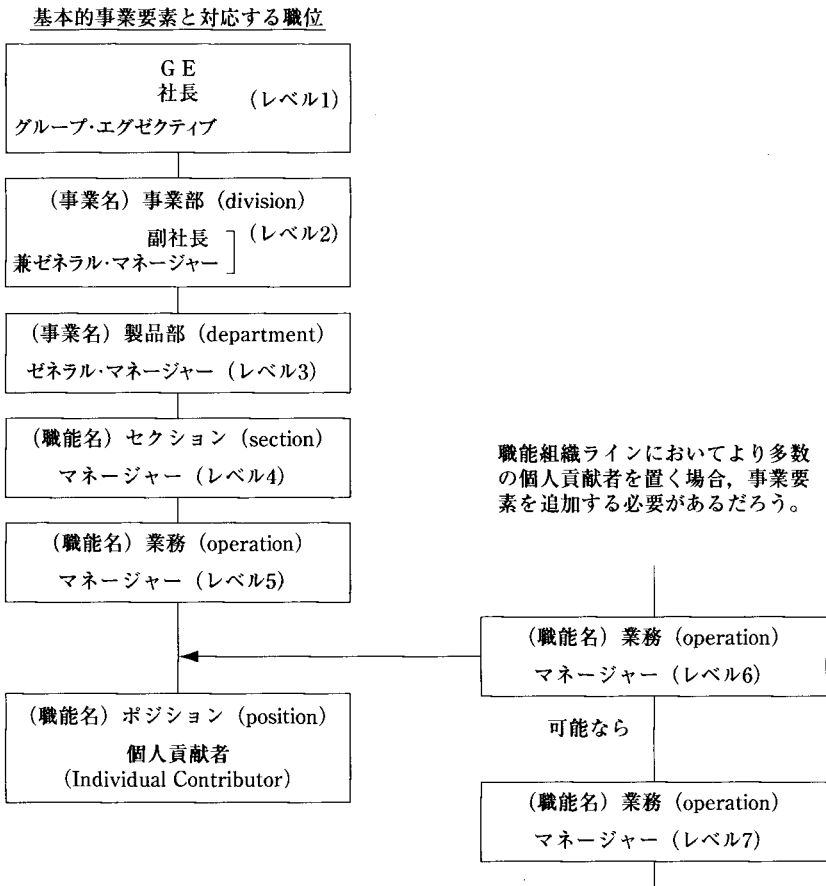 基本的事業要素と対応する職位
GE
社長 (レベル1)
グループ・エグゼクティブ
(事業名) 事業部 (division)
副社長 (レベル2)
兼ゼネラル・マネージャー
(事業名) 製品部 (department)
ゼネラル・マネージャー (レベル3)
(職能名) セクション (section)
マネージャー (レベル4)
(職能名) 業務 (operation)
マネージャー (レベル5)
(職能名) ポジション (position)
個人貢献者
(Individual Contributor)
職能組織ラインにおいてより多数
の個人貢献者を置く場合，事業要
素を追加する必要があるだろう。
(職能名) 業務 (operation)
マネージャー (レベル6)
可能なら
(職能名) 業務 (operation)
マネージャー (レベル7)